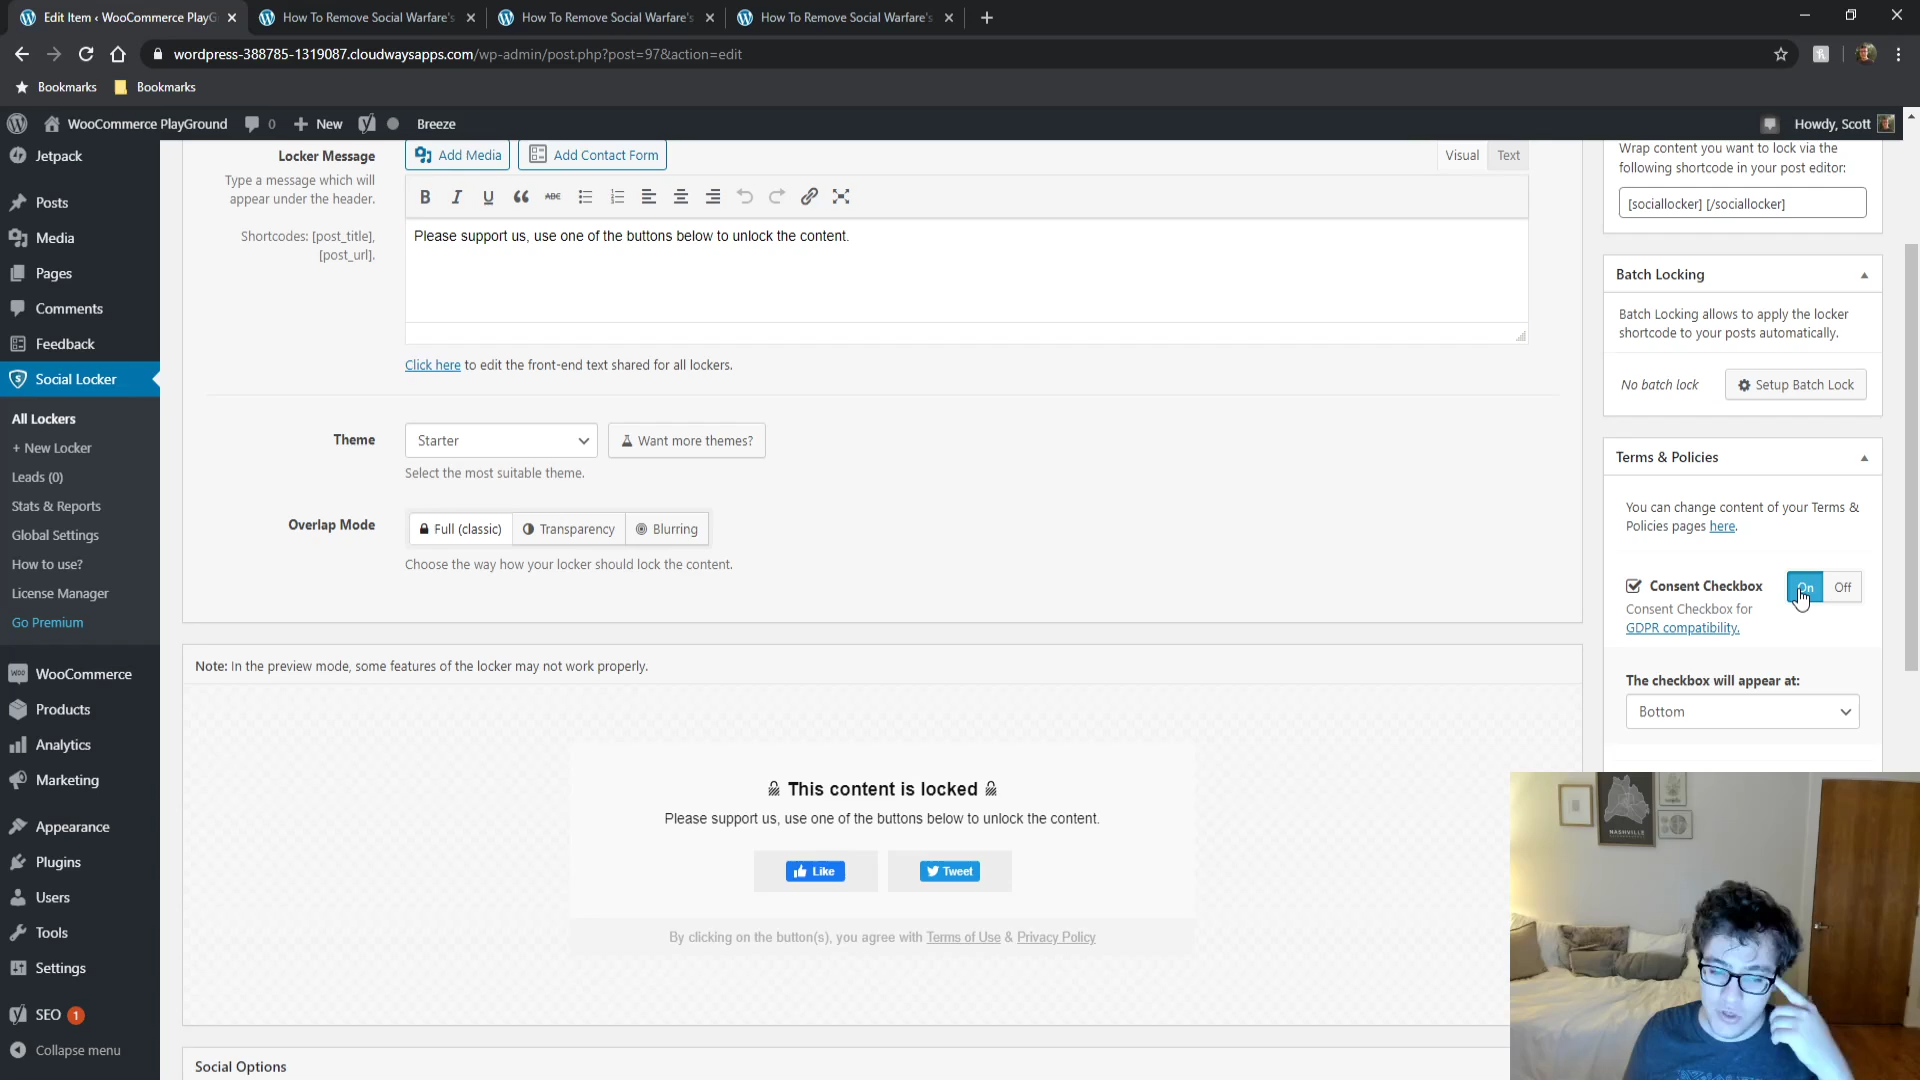 Edit Item ‹ WooCommerce PlayG
How To Remove Social Warfare's
How To Remove Social Warfare's
How To Remove Social Warfare's
wordpress-388785-1319087.cloudwaysapps.com/wp-admin/post.php?post=97&action=edit
Bookmarks
Bookmarks
WooCommerce PlayGround
0
New
Breeze
Howdy, Scott
Jetpack
Posts
Media
Pages
Comments
Feedback
Social Locker
All Lockers
+ New Locker
Leads (0)
Stats & Reports
Global Settings
How to use?
License Manager
Go Premium
WooCommerce
Products
Analytics
Marketing
Appearance
Plugins
Users
Tools
Settings
SEO 1
Collapse menu
Locker Message
Type a message which will
appear under the header.
Shortcodes: [post_title],
[post_url].
Add Media
Add Contact Form
Visual
Text
B I U ABC
Please support us, use one of the buttons below to unlock the content.
Click here to edit the front-end text shared for all lockers.
Theme
Starter
Want more themes?
Select the most suitable theme.
Overlap Mode
Full (classic)
Transparency
Blurring
Choose the way how your locker should lock the content.
Note: In the preview mode, some features of the locker may not work properly.
This content is locked
Please support us, use one of the buttons below to unlock the content.
Like
Tweet
By clicking on the button(s), you agree with Terms of Use & Privacy Policy
Social Options
Wrap content you want to lock via the
following shortcode in your post editor:
[sociallocker] [/sociallocker]
Batch Locking
Batch Locking allows to apply the locker
shortcode to your posts automatically.
No batch lock
Setup Batch Lock
Terms & Policies
You can change content of your Terms &
Policies pages here.
Consent Checkbox
On
Off
Consent Checkbox for
GDPR compatibility.
The checkbox will appear at:
Bottom
NASHVILLE